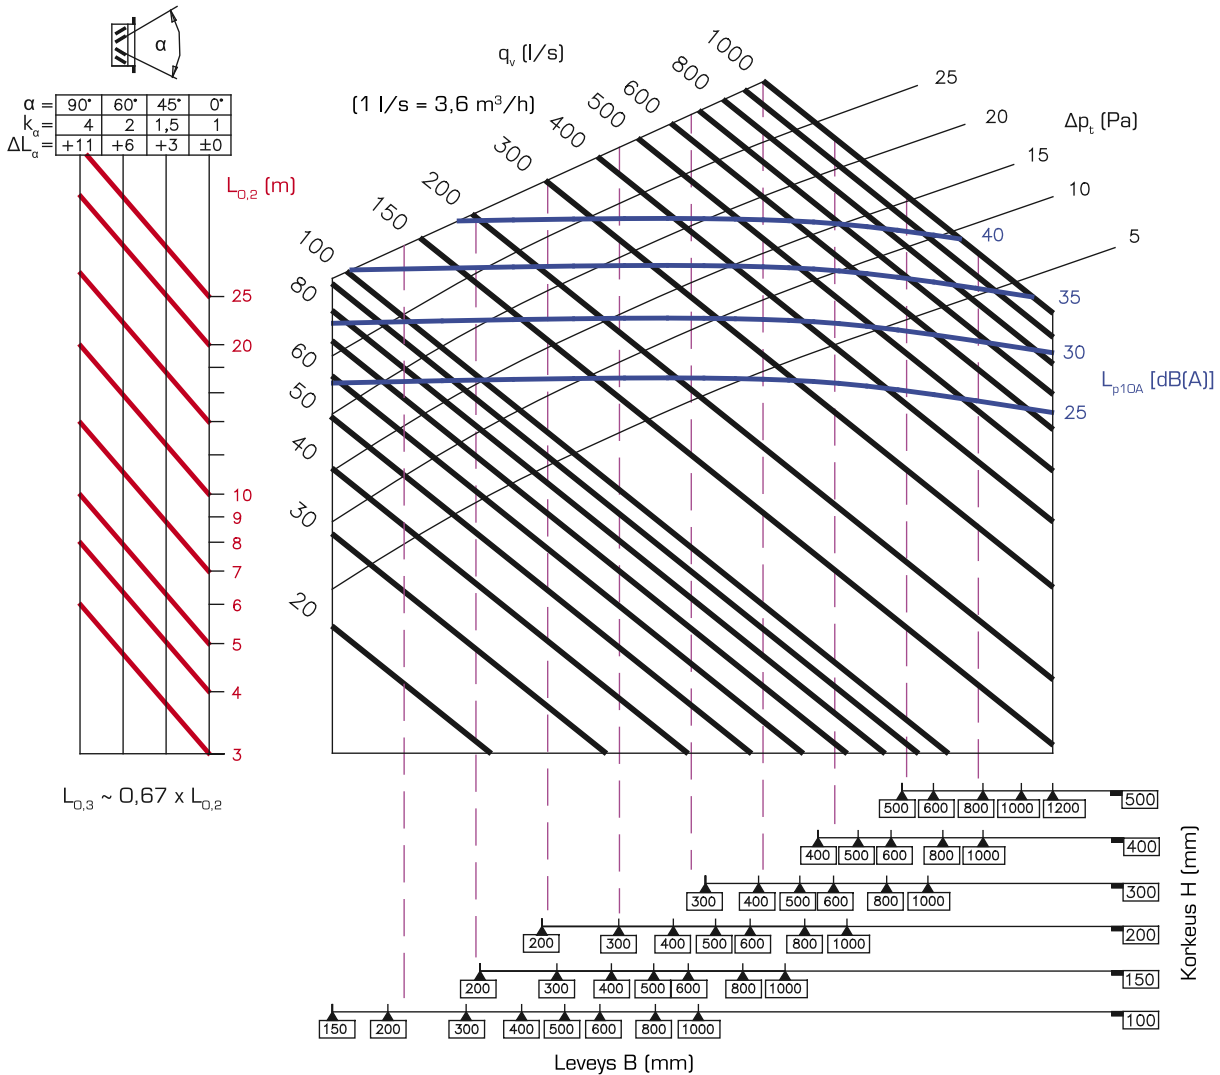 α
α = 90° 60° 45° 0°
kα = 4 2 1,5 1
ΔLα = +11 +6 +3 ±0
L0,2 (m)
25
20
10
9
8
7
6
5
4
3
L0,3 ~ 0,67 x L0,2
qv (l/s)
(1 l/s = 3,6 m³/h)
1000
800
600
500
400
300
200
150
100
80
60
50
40
30
20
Δpt (Pa)
25
20
15
10
5
40
35
30
25
Lp10A [dB(A)]
500 600 800 1000 1200 500
400 500 600 800 1000 400
300 400 500 600 800 1000 300
200 300 400 500 600 800 1000 200
200 300 400 500 600 800 1000 150
150 200 300 400 500 600 800 1000 100
Korkeus H (mm)
Leveys B (mm)